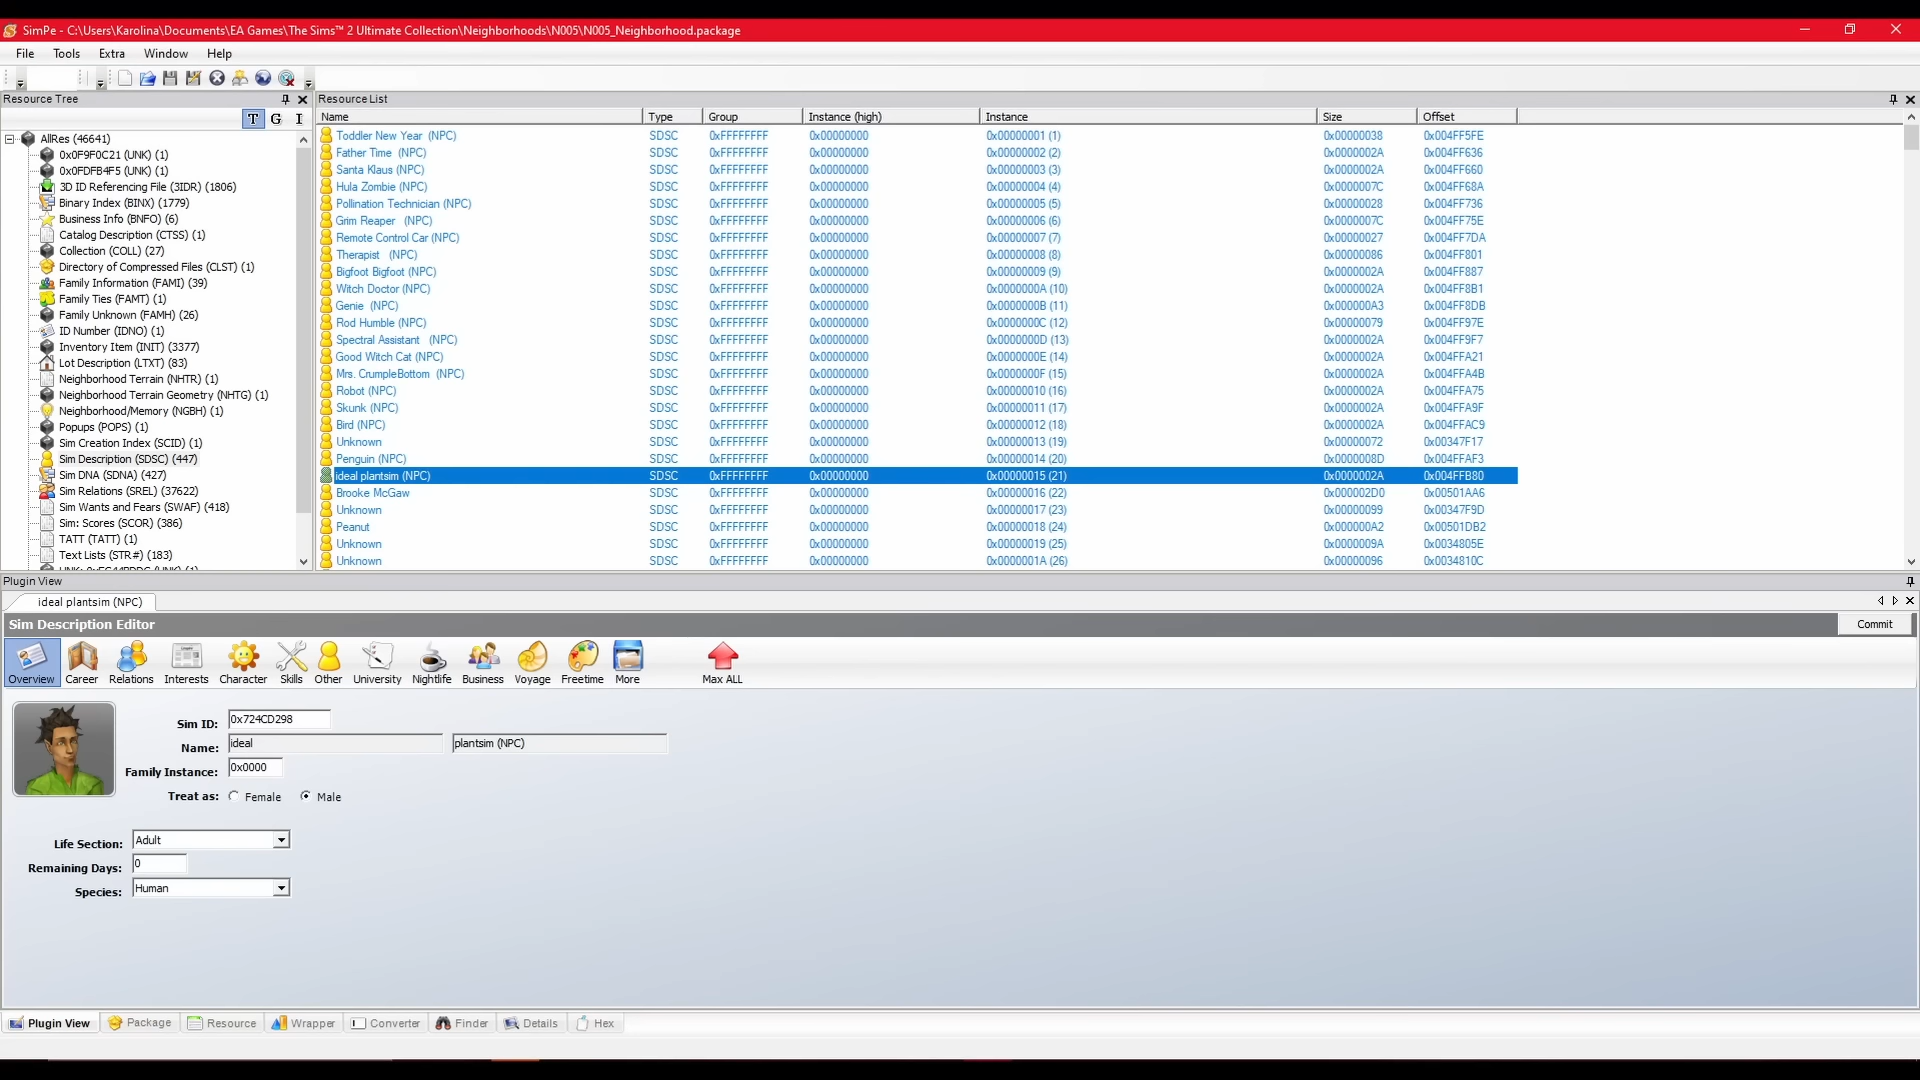 SimPe - C:\Users\Karolina\Documents\EA Games\The Sims™ 2 Ultimate Collection\Neighborhoods\N005\N005_Neighborhood.package
File Tools Extra Window Help
Resource Tree
T G I
AllRes (46641)
0x0F9F0C21 (UNK) (1)
0x0FDFB4F5 (UNK) (1)
3D ID Referencing File (3IDR) (1806)
Binary Index (BINX) (1779)
Business Info (BNFO) (6)
Catalog Description (CTSS) (1)
Collection (COLL) (27)
Directory of Compressed Files (CLST) (1)
Family Information (FAMI) (39)
Family Ties (FAMT) (1)
Family Unknown (FAMH) (26)
ID Number (IDNO) (1)
Inventory Item (INIT) (3377)
Lot Description (LTXT) (83)
Neighborhood Terrain (NHTR) (1)
Neighborhood Terrain Geometry (NHTG) (1)
Neighborhood/Memory (NGBH) (1)
Popups (POPS) (1)
Sim Creation Index (SCID) (1)
Sim Description (SDSC) (447)
Sim DNA (SDNA) (427)
Sim Relations (SREL) (37622)
Sim Wants and Fears (SWAF) (418)
Sim: Scores (SCOR) (386)
TATT (TATT) (1)
Text Lists (STR#) (183)
Resource List
Name Type Group Instance (high) Instance Size Offset
Toddler New Year (NPC) SDSC 0xFFFFFFFF 0x00000000 0x00000001 (1) 0x00000038 0x004FF5FE
Father Time (NPC) SDSC 0xFFFFFFFF 0x00000000 0x00000002 (2) 0x0000002A 0x004FF636
Santa Klaus (NPC) SDSC 0xFFFFFFFF 0x00000000 0x00000003 (3) 0x0000002A 0x004FF660
Hula Zombie (NPC) SDSC 0xFFFFFFFF 0x00000000 0x00000004 (4) 0x0000007C 0x004FF68A
Pollination Technician (NPC) SDSC 0xFFFFFFFF 0x00000000 0x00000005 (5) 0x00000028 0x004FF736
Grim Reaper (NPC) SDSC 0xFFFFFFFF 0x00000000 0x00000006 (6) 0x0000007C 0x004FF75E
Remote Control Car (NPC) SDSC 0xFFFFFFFF 0x00000000 0x00000007 (7) 0x00000027 0x004FF7DA
Therapist (NPC) SDSC 0xFFFFFFFF 0x00000000 0x00000008 (8) 0x00000086 0x004FF801
Bigfoot Bigfoot (NPC) SDSC 0xFFFFFFFF 0x00000000 0x00000009 (9) 0x0000002A 0x004FF887
Witch Doctor (NPC) SDSC 0xFFFFFFFF 0x00000000 0x0000000A (10) 0x0000002A 0x004FF8B1
Genie (NPC) SDSC 0xFFFFFFFF 0x00000000 0x0000000B (11) 0x000000A3 0x004FF8DB
Rod Humble (NPC) SDSC 0xFFFFFFFF 0x00000000 0x0000000C (12) 0x00000079 0x004FF97E
Spectral Assistant (NPC) SDSC 0xFFFFFFFF 0x00000000 0x0000000D (13) 0x0000002A 0x004FF9F7
Good Witch Cat (NPC) SDSC 0xFFFFFFFF 0x00000000 0x0000000E (14) 0x0000002A 0x004FFA21
Mrs. CrumpleBottom (NPC) SDSC 0xFFFFFFFF 0x00000000 0x0000000F (15) 0x0000002A 0x004FFA4B
Robot (NPC) SDSC 0xFFFFFFFF 0x00000000 0x00000010 (16) 0x0000002A 0x004FFA75
Skunk (NPC) SDSC 0xFFFFFFFF 0x00000000 0x00000011 (17) 0x0000002A 0x004FFA9F
Bird (NPC) SDSC 0xFFFFFFFF 0x00000000 0x00000012 (18) 0x0000002A 0x004FFAC9
Unknown SDSC 0xFFFFFFFF 0x00000000 0x00000013 (19) 0x00000072 0x00347F17
Penguin (NPC) SDSC 0xFFFFFFFF 0x00000000 0x00000014 (20) 0x0000008D 0x004FFAF3
ideal plantsim (NPC) SDSC 0xFFFFFFFF 0x00000000 0x00000015 (21) 0x0000002A 0x004FFB80
Brooke McGaw SDSC 0xFFFFFFFF 0x00000000 0x00000016 (22) 0x000002D0 0x00501AA6
Unknown SDSC 0xFFFFFFFF 0x00000000 0x00000017 (23) 0x00000099 0x00347F9D
Peanut SDSC 0xFFFFFFFF 0x00000000 0x00000018 (24) 0x000000A2 0x00501DB2
Unknown SDSC 0xFFFFFFFF 0x00000000 0x00000019 (25) 0x0000009A 0x0034805E
Unknown SDSC 0xFFFFFFFF 0x00000000 0x0000001A (26) 0x00000096 0x0034810C
Plugin View
ideal plantsim (NPC)
Sim Description Editor Commit
Overview Career Relations Interests Character Skills Other University Nightlife Business Voyage Freetime More Max ALL
Sim ID: 0x724CD298
Name: ideal plantsim (NPC)
Family Instance: 0x0000
Treat as: Female Male
Life Section: Adult
Remaining Days: 0
Species: Human
Plugin View Package Resource Wrapper Converter Finder Details Hex